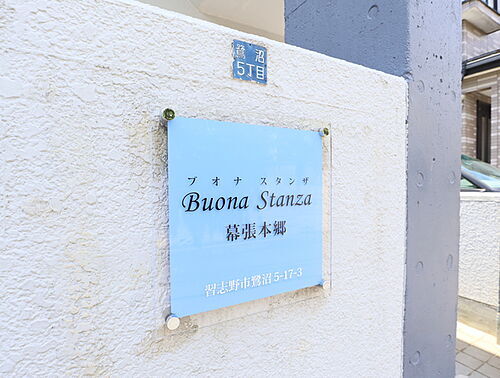 鷺沼
5丁目
ブオナ スタンザ
Buona Stanza
幕張本郷
習志野市鷺沼5-17-3